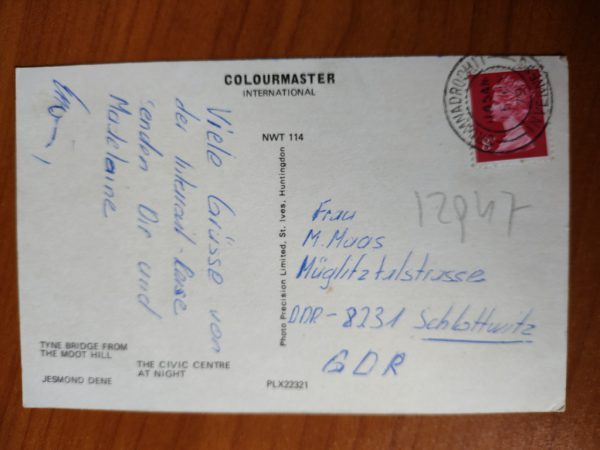 COLOURMASTER
INTERNATIONAL
NWT 114
Viele Grüsse von
der Interrail-Reise
senden Dir und
Madelaine
Photo Precision Limited, St. Ives, Huntingdon
12947
Frau
M. Maas
Müglitztalstrasse
DDR-8231 Schlottwitz
GDR
TYNE BRIDGE FROM
THE MOOT HILL
THE CIVIC CENTRE
AT NIGHT
JESMOND DENE
PLX22321